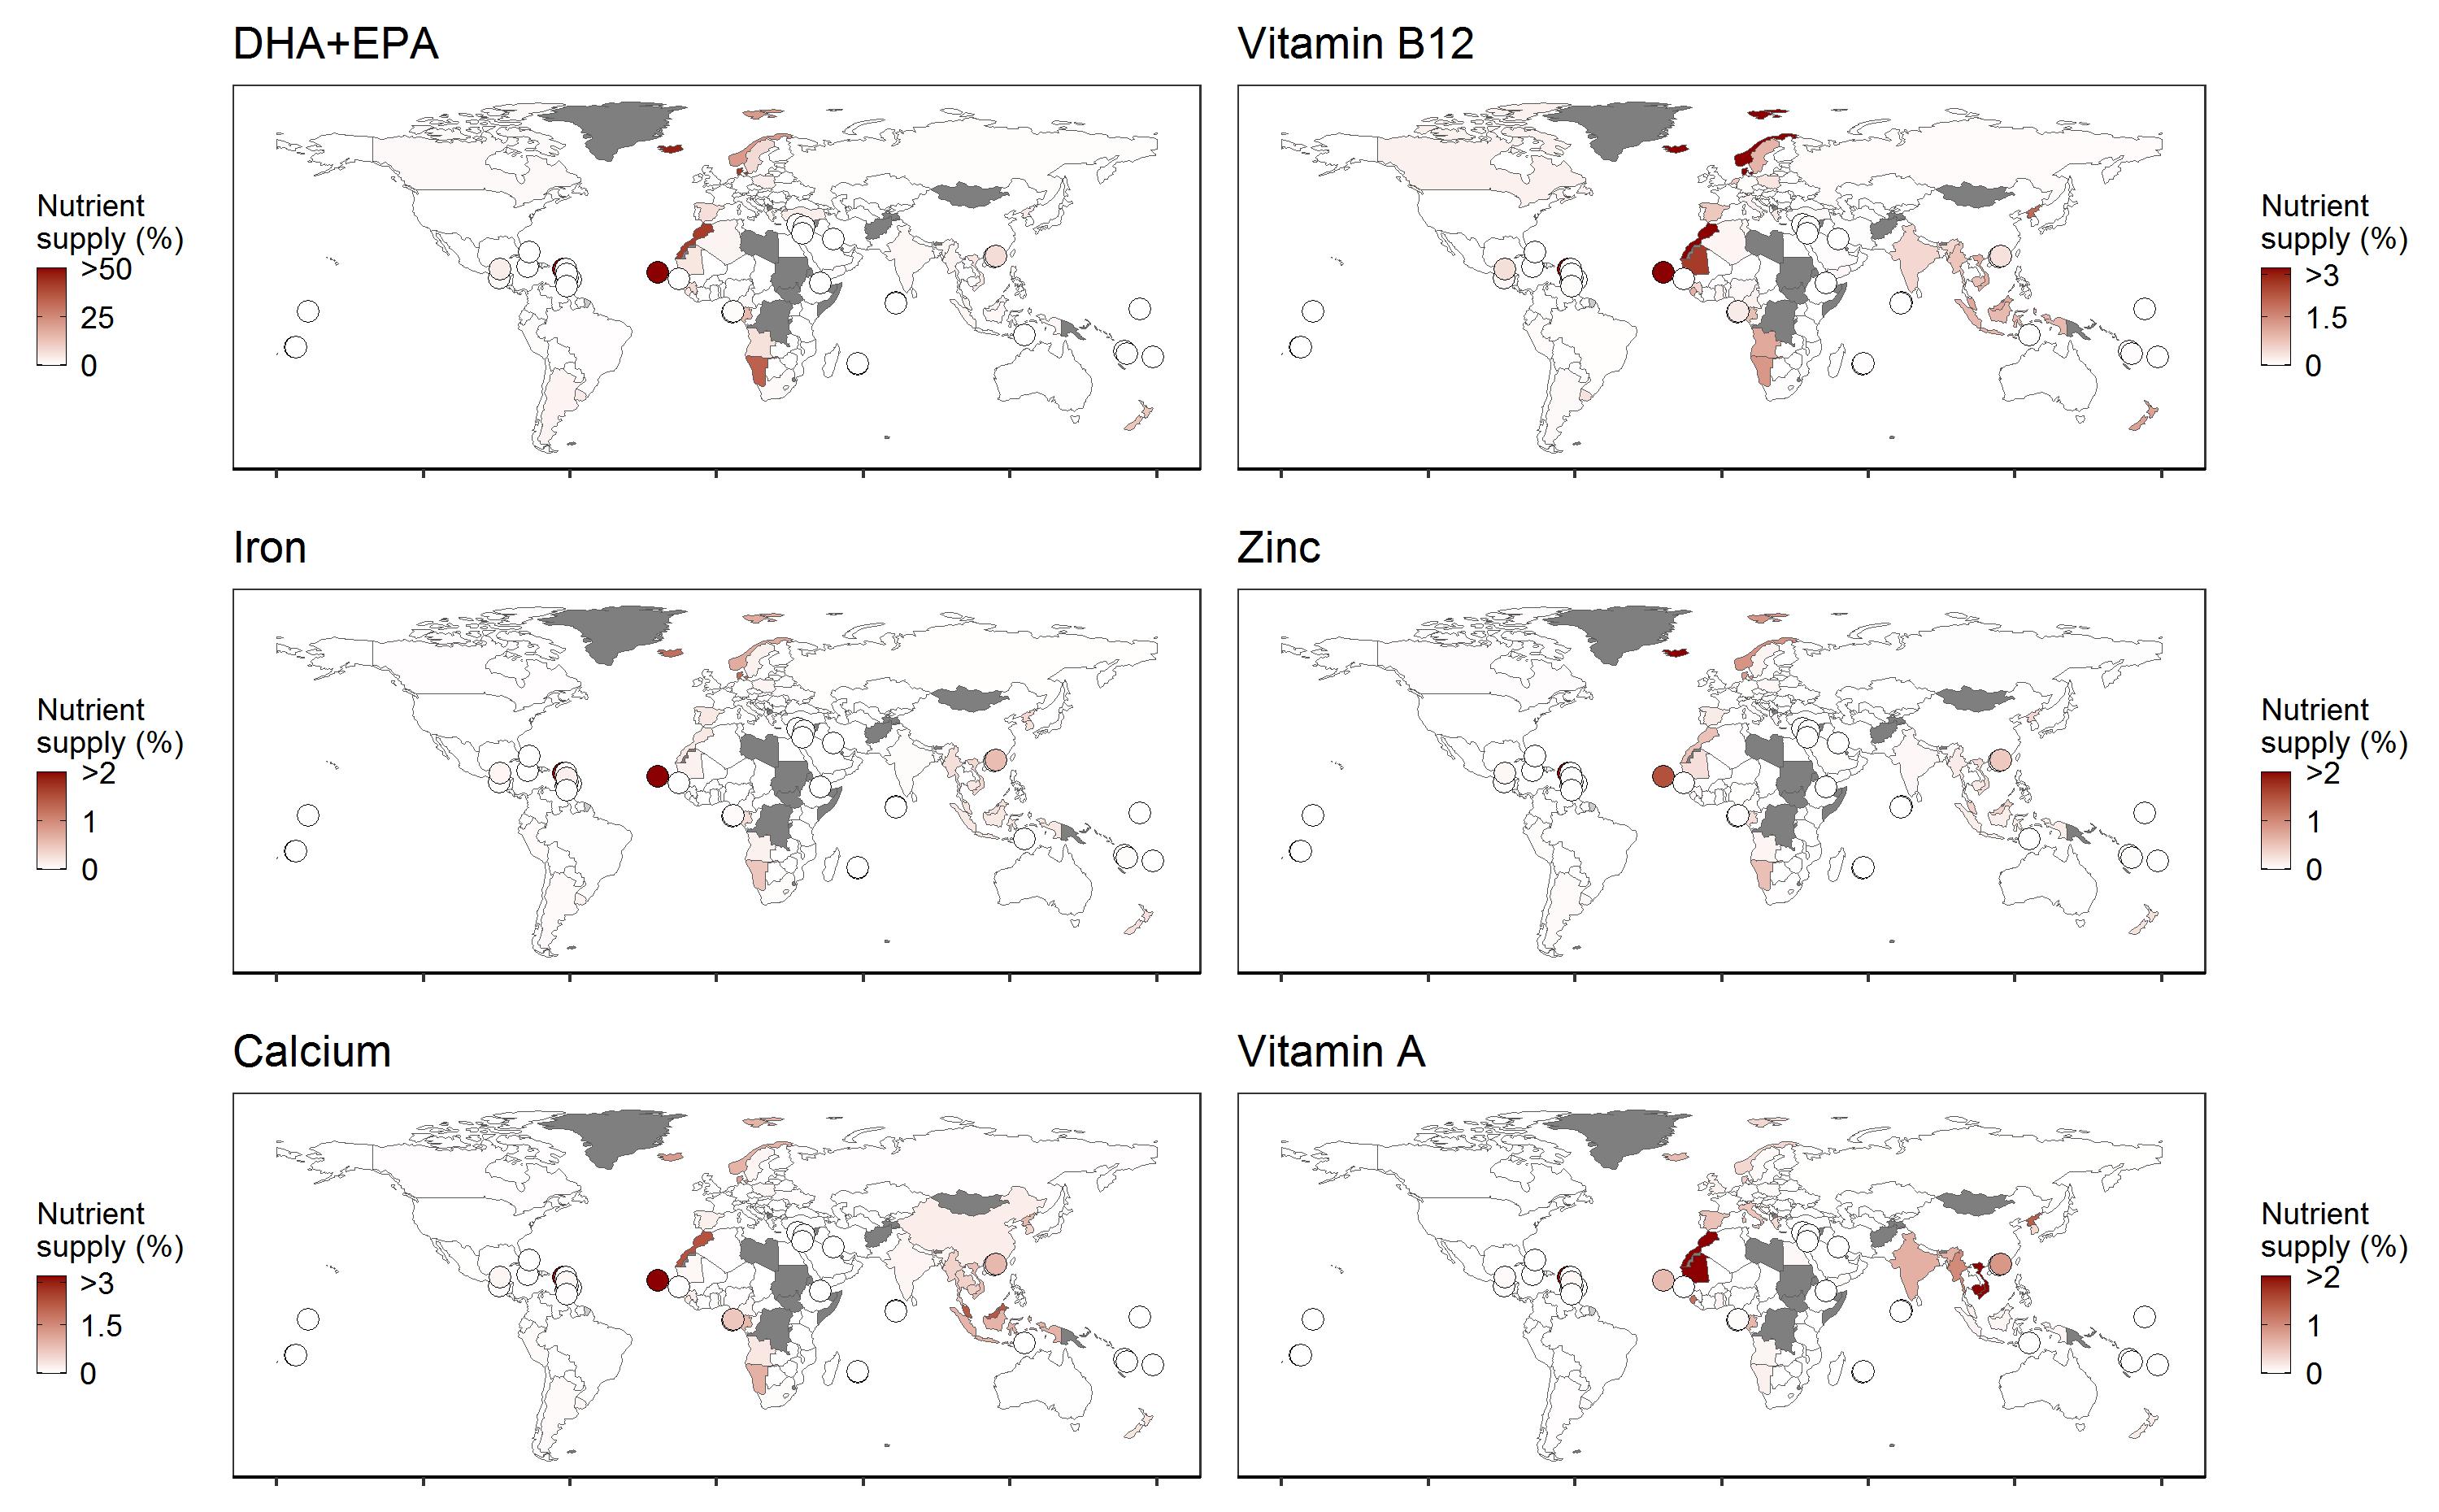 DHA+EPA
Vitamin B12
Nutrient
supply (%)
>50
25
0
Nutrient
supply (%)
>3
1.5
0
Iron
Zinc
Nutrient
supply (%)
>2
1
0
Nutrient
supply (%)
>2
1
0
Calcium
Vitamin A
Nutrient
supply (%)
>3
1.5
0
Nutrient
supply (%)
>2
1
0